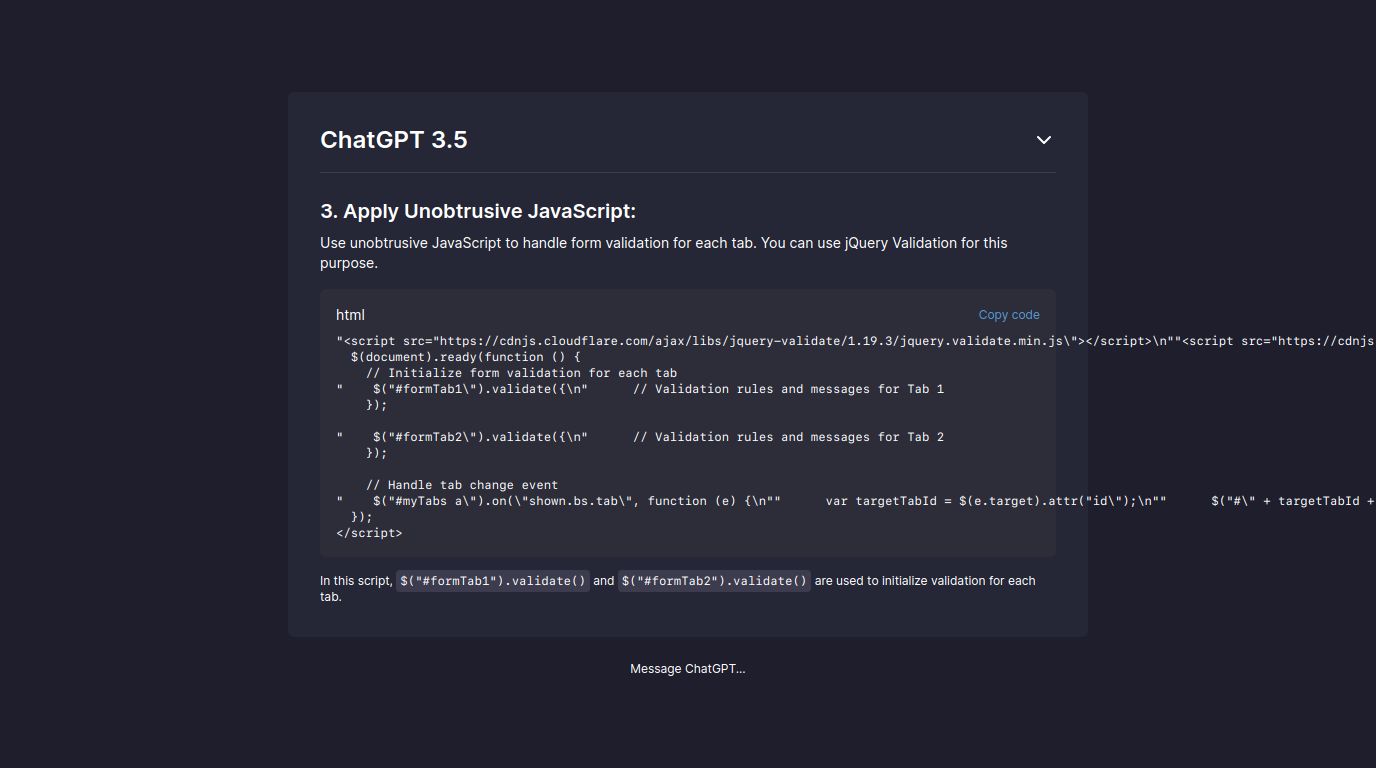 ChatGPT 3.5
3. Apply Unobtrusive JavaScript:
Use unobtrusive JavaScript to handle form validation for each tab. You can use jQuery Validation for this
purpose.
html
Copy code
"<script src="https://cdnjs.cloudflare.com/ajax/libs/jquery-validate/1.19.3/jquery.validate.min.js\"></script>\n""<script src="https://cdnjs
  $(document).ready(function () {
    // Initialize form validation for each tab
"    $("#formTab1\").validate({\n"      // Validation rules and messages for Tab 1
    });
"    $("#formTab2\").validate({\n"      // Validation rules and messages for Tab 2
    });
    // Handle tab change event
"    $("#myTabs a\").on(\"shown.bs.tab\", function (e) {\n""      var targetTabId = $(e.target).attr("id\");\n""      $("#\" + targetTabId +
  });
</script>
In this script, $("#formTab1").validate() and $("#formTab2").validate() are used to initialize validation for each
tab.
Message ChatGPT...